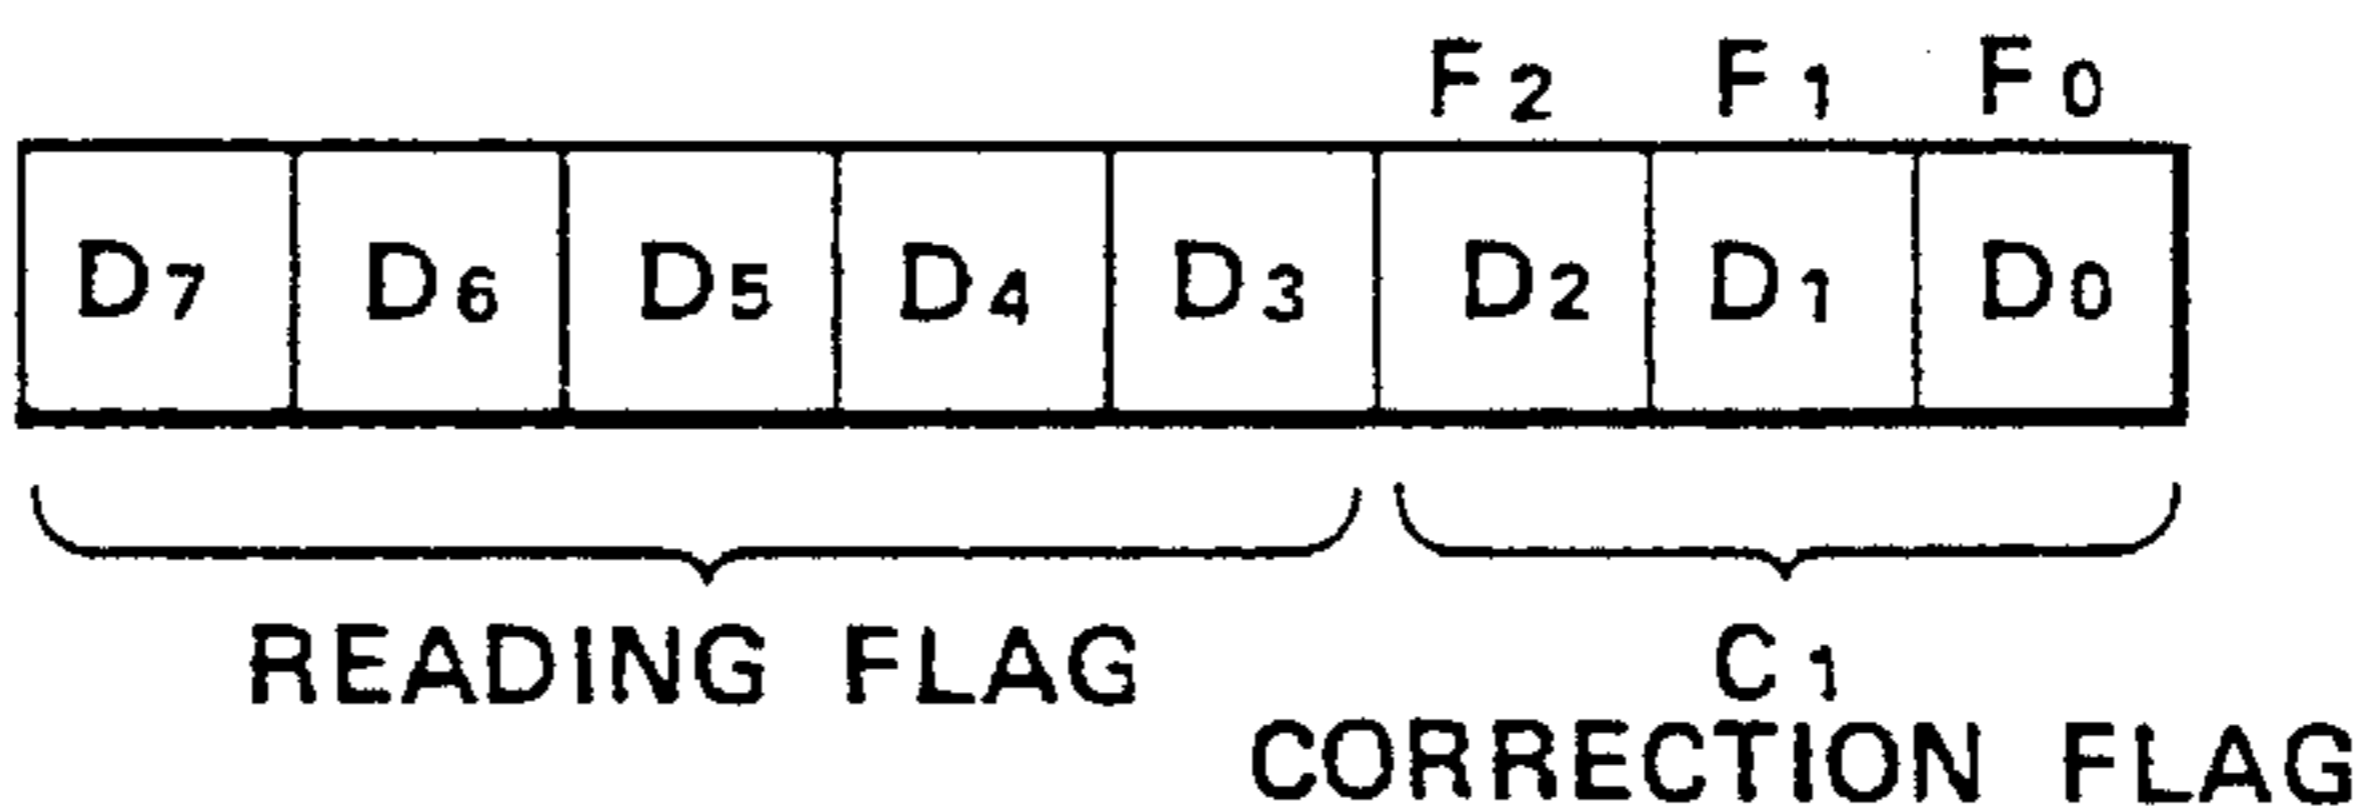 F2 F1 F0
D7 D6 D5 D4 D3 D2 D1 D0
READING FLAG
C1
CORRECTION FLAG